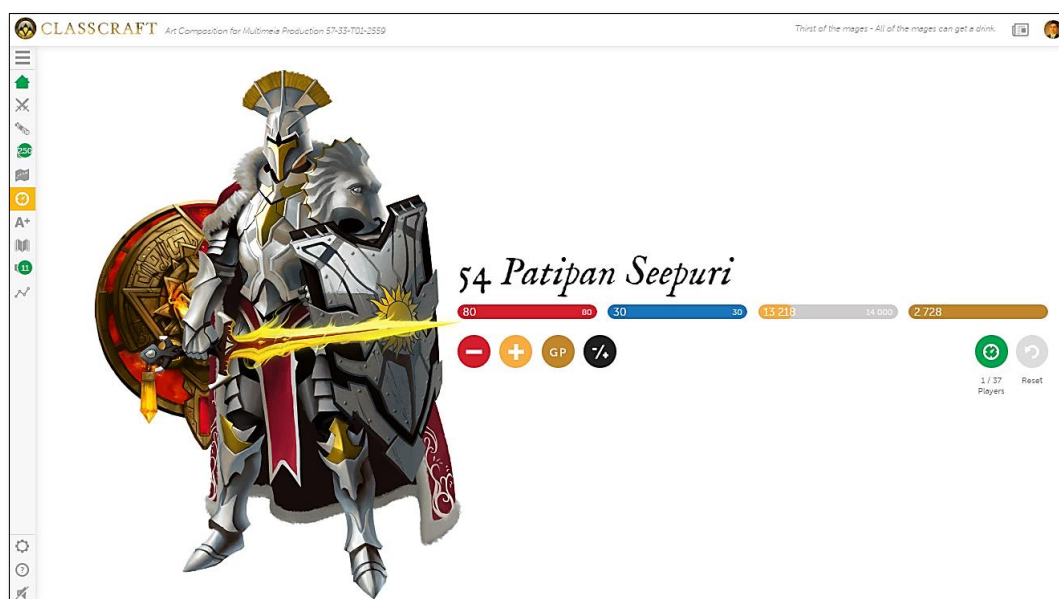 CLASSCRAFT Art Composition for Multimeia Production 57-33-T01-2559
Thirst of the mages - All of the mages can get a drink.
250
A+
11
54 Patipan Seepuri
80 80 30 30 13 218 14 000 2 728
GP
1 / 37
Players
Reset
?